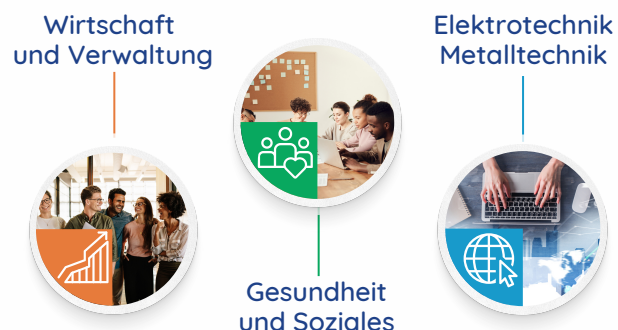 Wirtschaft
und Verwaltung
Elektrotechnik
Metalltechnik
Gesundheit
und Soziales